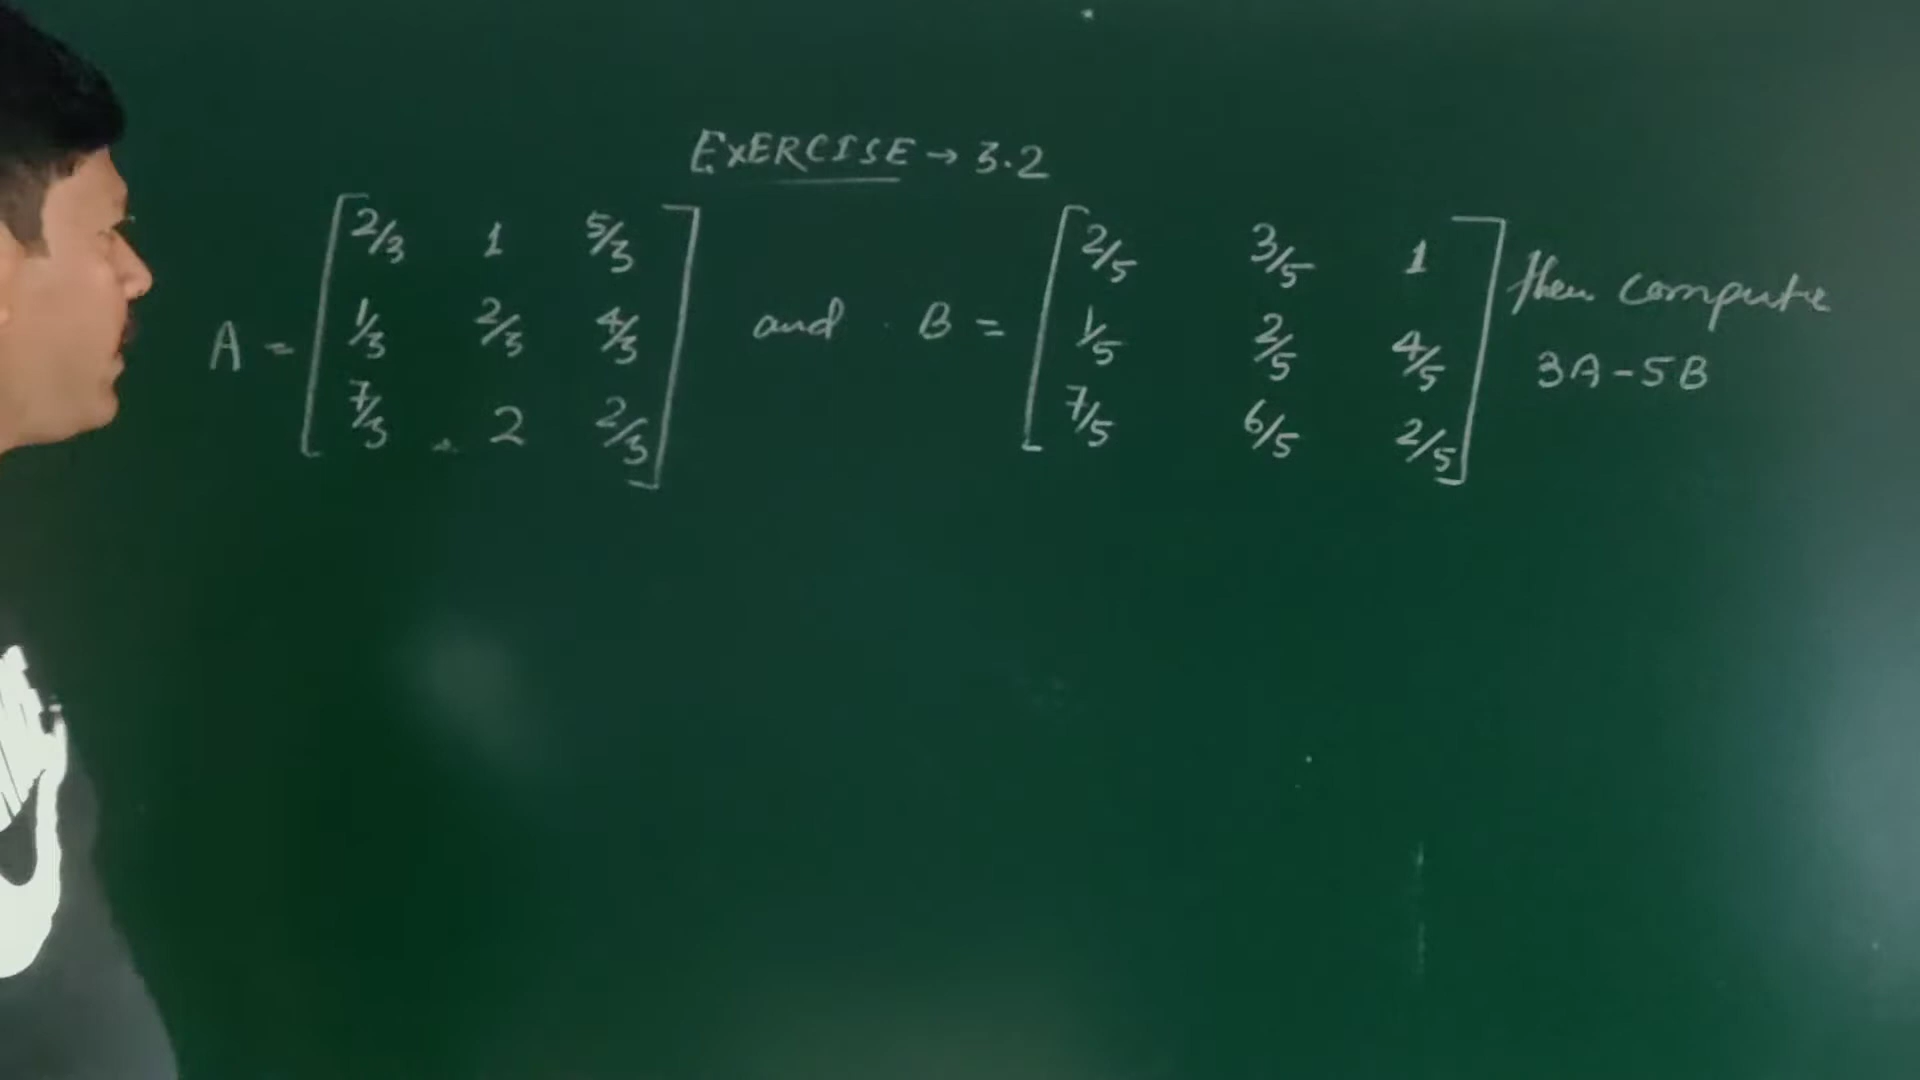 EXERCISE → 3.2
A = [ 2/3 1 5/3
1/3 2/3 4/3
7/3 2 2/3 ]
and B = [ 2/5 3/5 1
1/5 2/5 4/5
7/5 6/5 2/5 ]
then compute
3A-5B